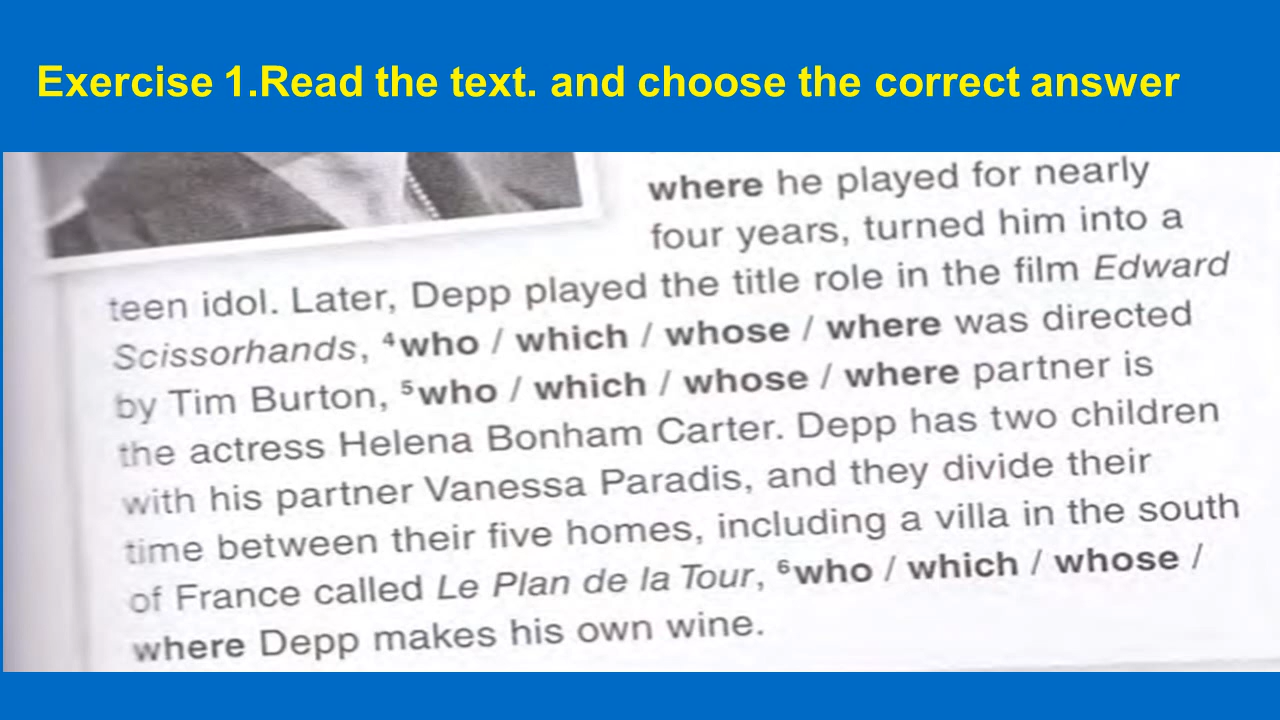 Exercise 1.Read the text. and choose the correct answer
where he played for nearly
four years, turned him into a
teen idol. Later, Depp played the title role in the film Edward
Scissorhands, ⁴who / which / whose / where was directed
by Tim Burton, ⁵who / which / whose / where partner is
the actress Helena Bonham Carter. Depp has two children
with his partner Vanessa Paradis, and they divide their
time between their five homes, including a villa in the south
of France called Le Plan de la Tour, ⁶who / which / whose /
where Depp makes his own wine.